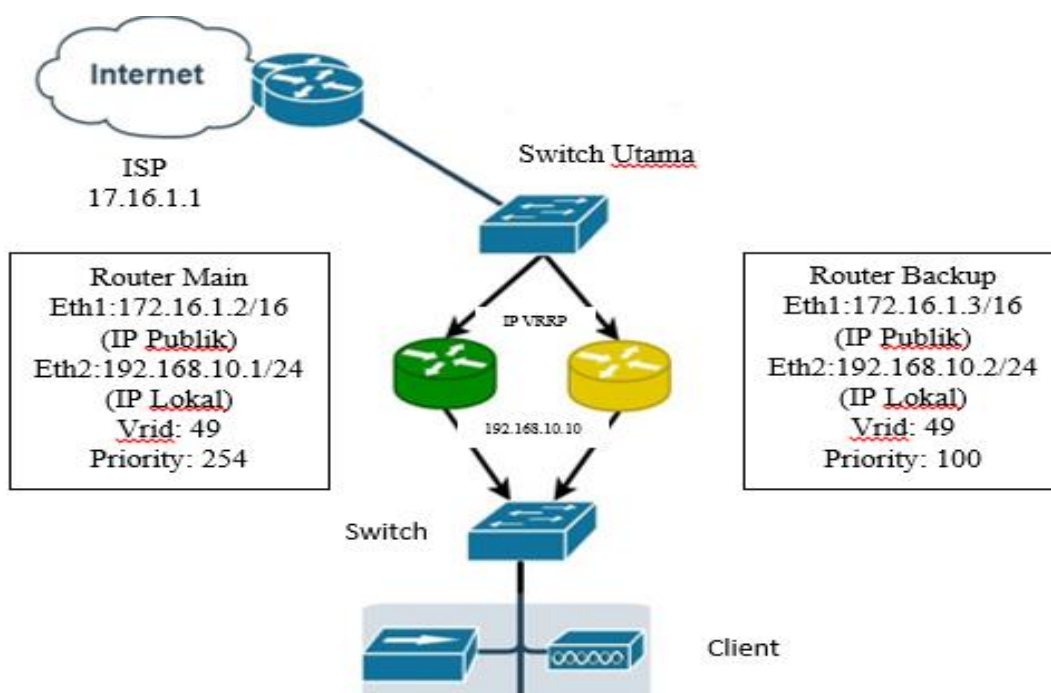 Internet
ISP
17.16.1.1
Switch Utama
Router Main
Eth1:172.16.1.2/16
(IP Publik)
Eth2:192.168.10.1/24
(IP Lokal)
Vrid: 49
Priority: 254
IP VRRP
192.168.10.10
Router Backup
Eth1:172.16.1.3/16
(IP Publik)
Eth2:192.168.10.2/24
(IP Lokal)
Vrid: 49
Priority: 100
Switch
Client